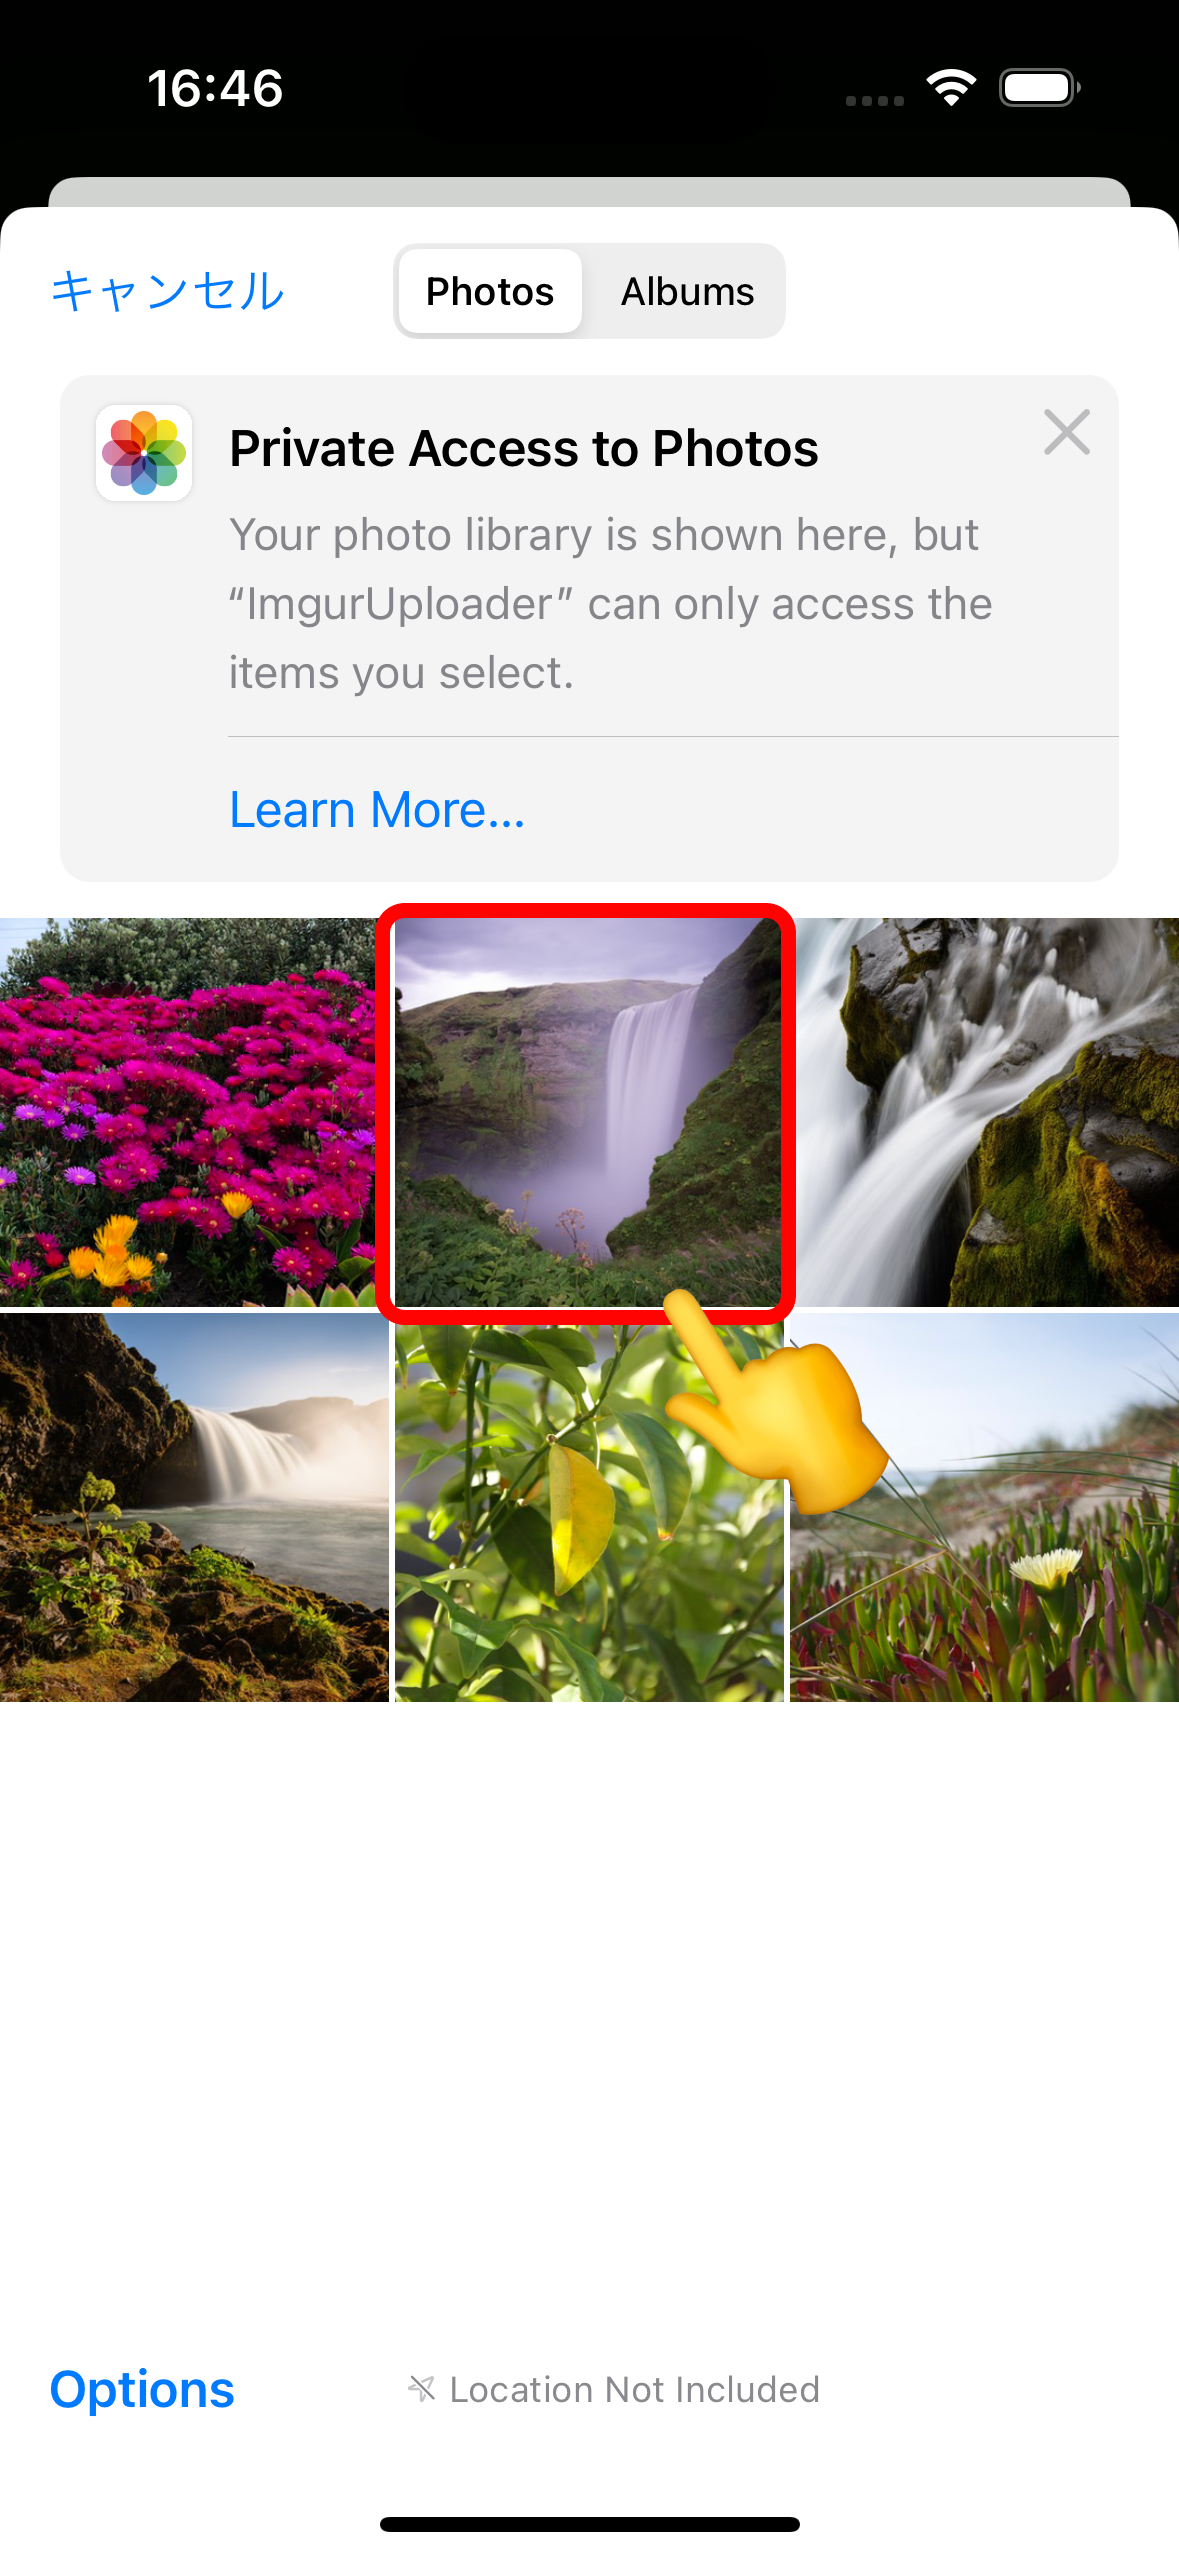 16:46
キャンセル
Photos
Albums
Private Access to Photos
Your photo library is shown here, but
“ImgurUploader” can only access the
items you select.
Learn More...
Options
Location Not Included